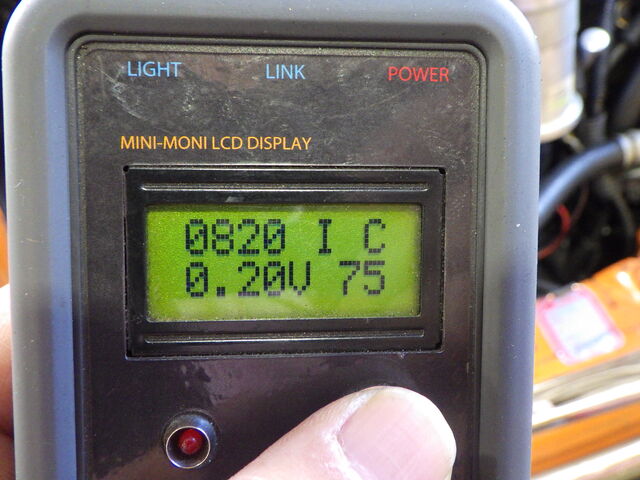 LIGHT LINK POWER
MINI-MONI LCD DISPLAY
0820 I C
0.20V 75